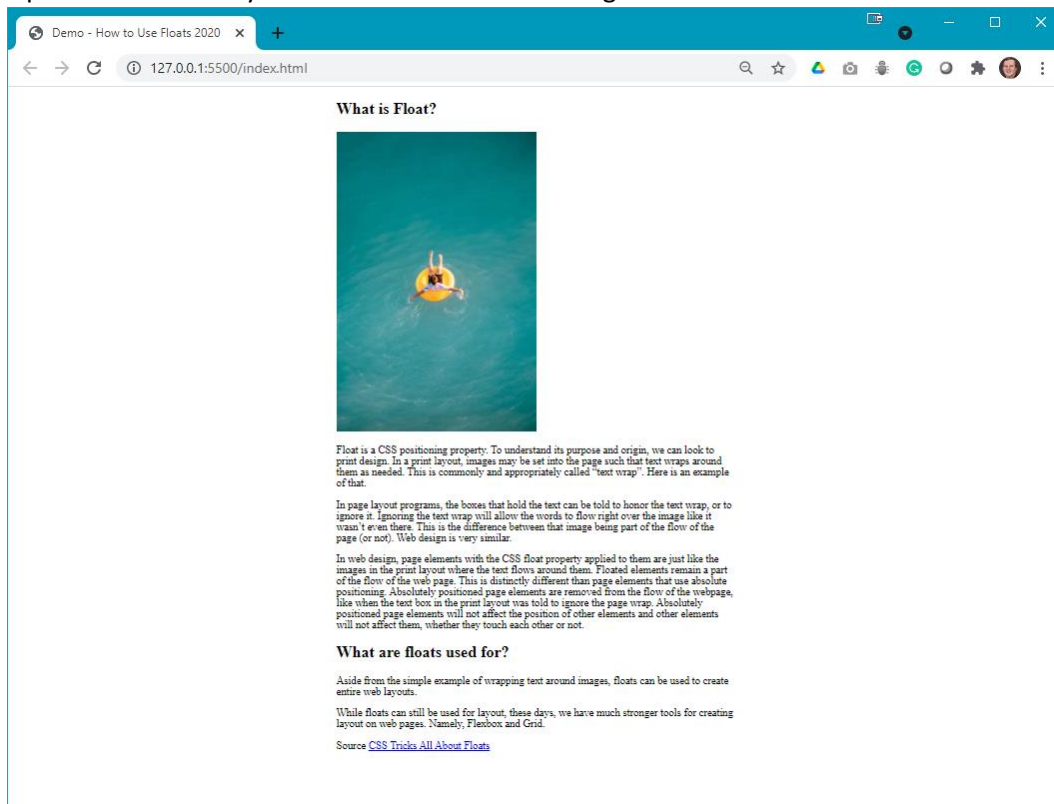 Demo - How to Use Floats 2020
127.0.0.1:5500/index.html
What is Float?
Float is a CSS positioning property. To understand its purpose and origin, we can look to
print design. In a print layout, images may be set into the page such that text wraps around
them as needed. This is commonly and appropriately called “text wrap”. Here is an example
of that.
In page layout programs, the boxes that hold the text can be told to honor the text wrap, or to
ignore it. Ignoring the text wrap will allow the words to flow right over the image like it
wasn’t even there. This is the difference between that image being part of the flow of the
page (or not). Web design is very similar.
In web design, page elements with the CSS float property applied to them are just like the
images in the print layout where the text flows around them. Floated elements remain a part
of the flow of the web page. This is distinctly different than page elements that use absolute
positioning. Absolutely positioned page elements are removed from the flow of the webpage,
like when the text box in the print layout was told to ignore the page wrap. Absolutely
positioned page elements will not affect the position of other elements and other elements
will not affect them, whether they touch each other or not.
What are floats used for?
Aside from the simple example of wrapping text around images, floats can be used to create
entire web layouts.
While floats can still be used for layout, these days, we have much stronger tools for creating
layout on web pages. Namely, Flexbox and Grid.
Source CSS Tricks All About Floats